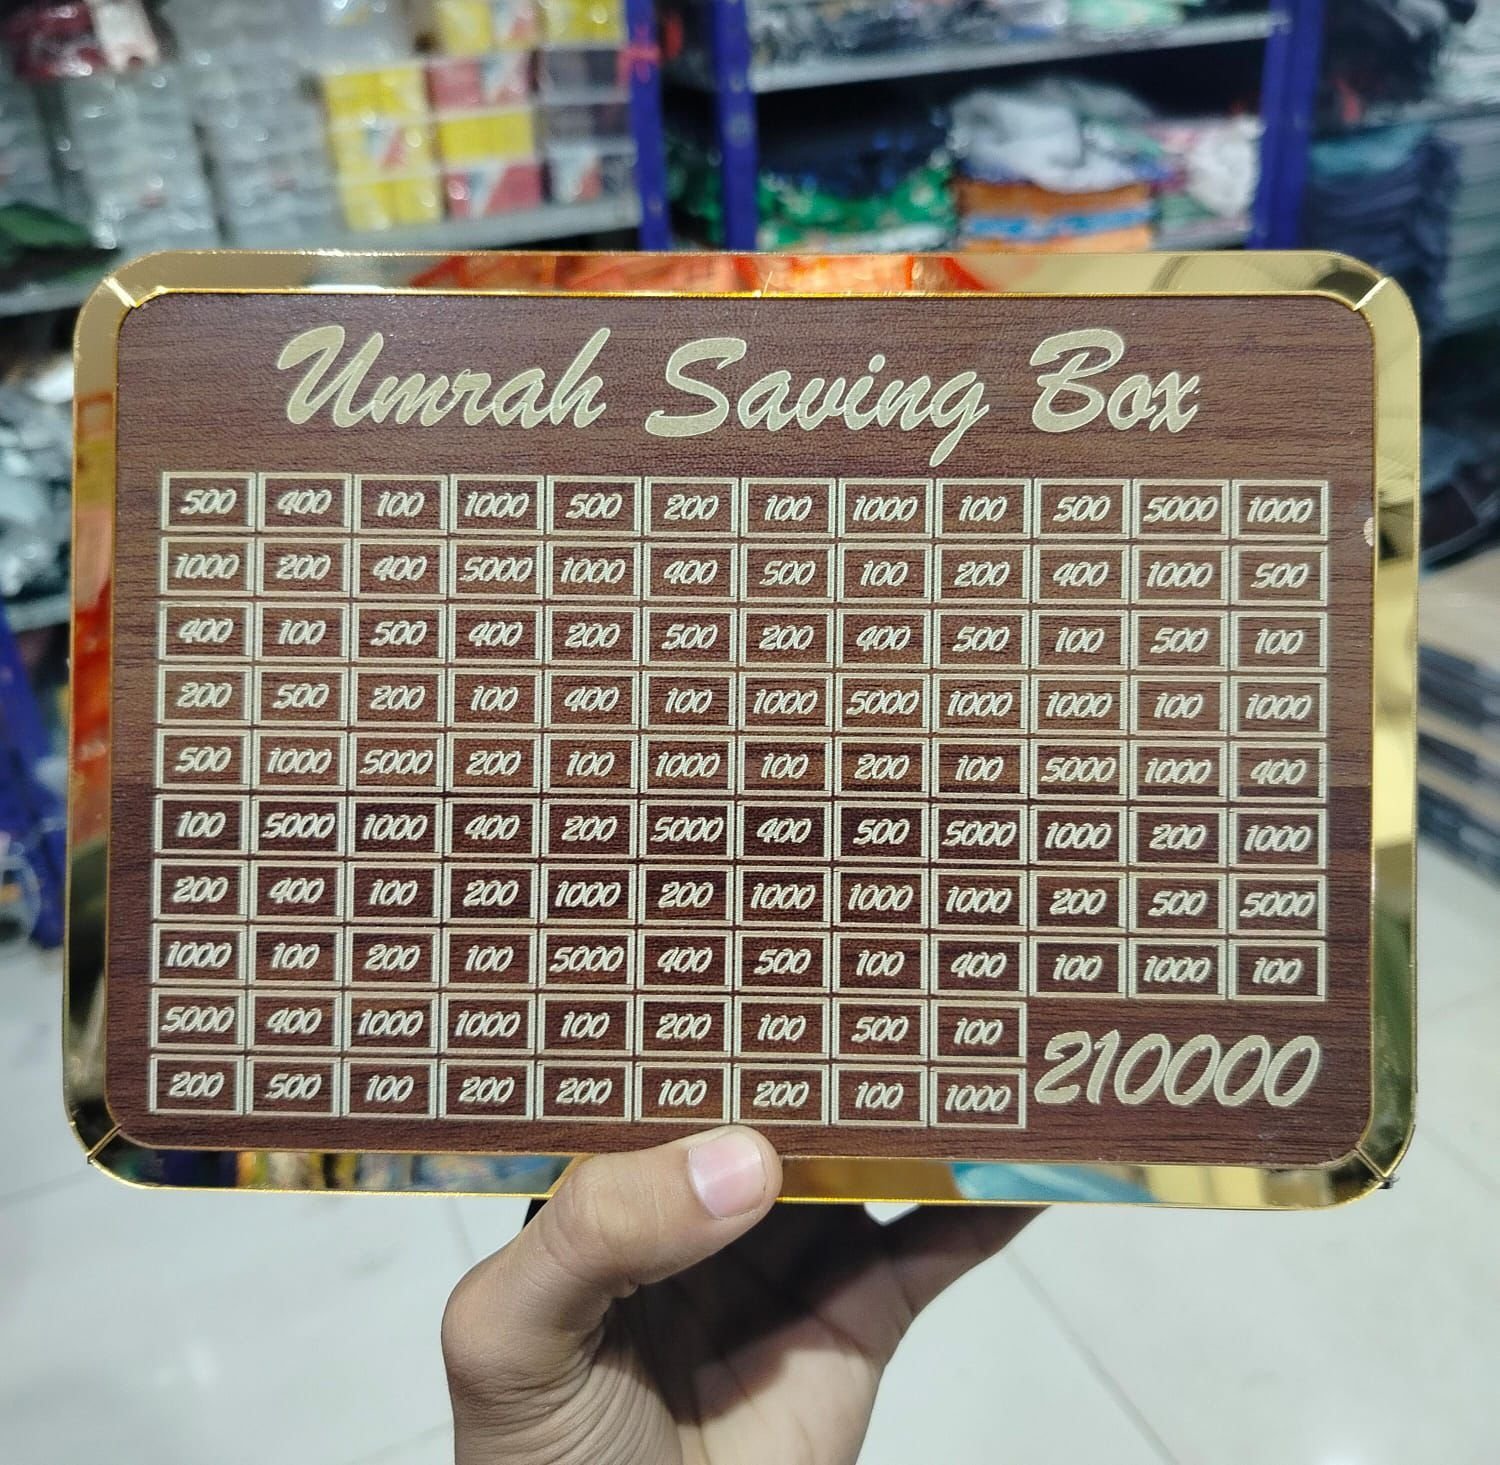 Umrah Saving Box
500 400 100 1000 500 200 100 1000 100 500 5000 1000
1000 200 400 5000 1000 400 500 100 200 400 1000 500
400 100 500 400 200 500 200 400 500 100 500 100
200 500 200 100 400 100 1000 5000 1000 1000 100 1000
500 1000 5000 200 100 1000 100 200 100 5000 1000 400
100 5000 1000 400 200 5000 400 500 5000 1000 200 1000
200 400 100 200 1000 200 1000 1000 1000 200 500 5000
1000 100 200 100 5000 400 500 100 400 100 1000 100
5000 400 1000 1000 100 200 100 500 100
200 500 100 200 200 100 200 100 1000
210000